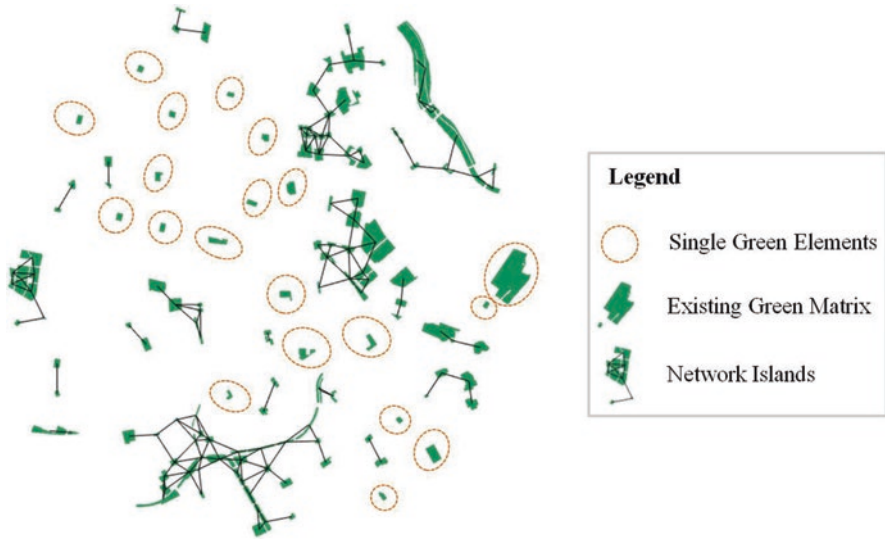 Legend
Single Green Elements
Existing Green Matrix
Network Islands